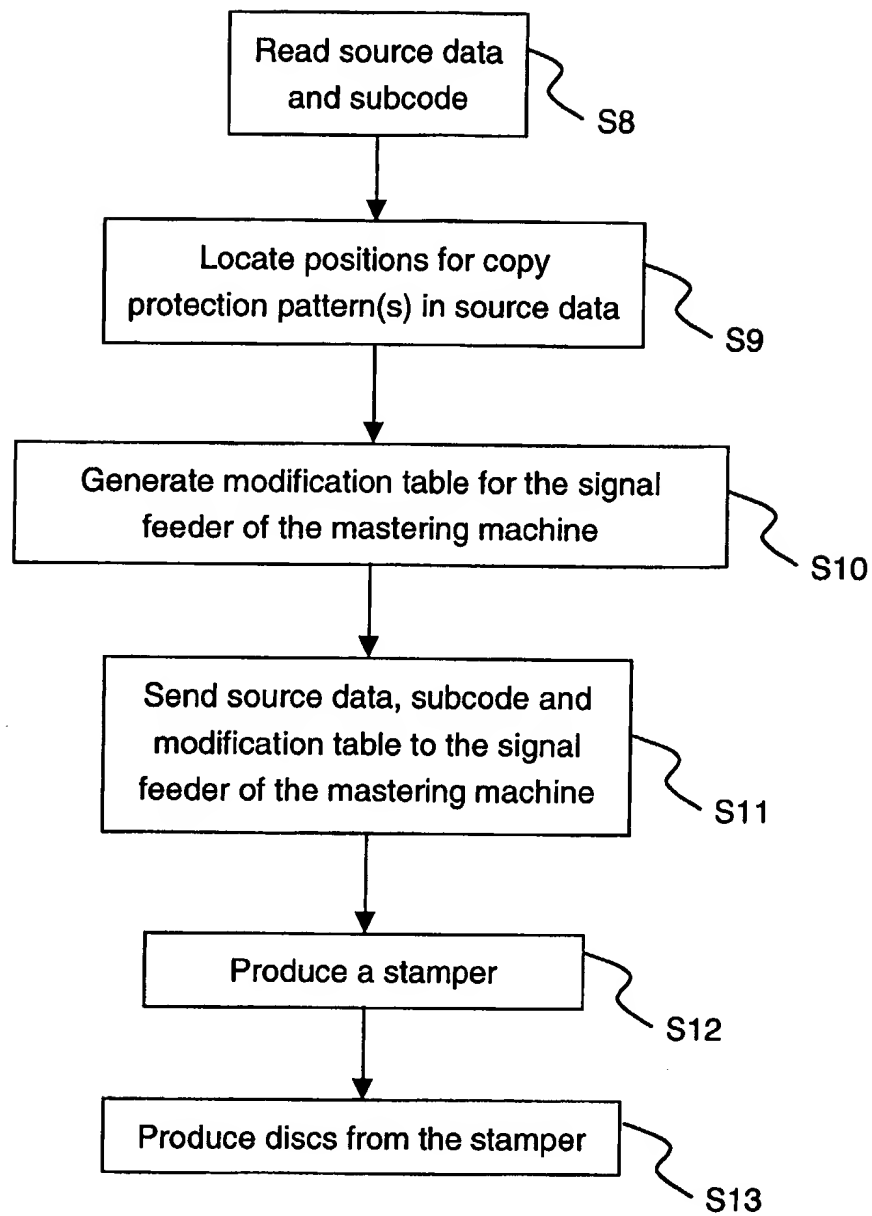 Read source data
and subcode
S8
Locate positions for copy
protection pattern(s) in source data
S9
Generate modification table for the signal
feeder of the mastering machine
S10
Send source data, subcode and
modification table to the signal
feeder of the mastering machine
S11
Produce a stamper
S12
Produce discs from the stamper
S13